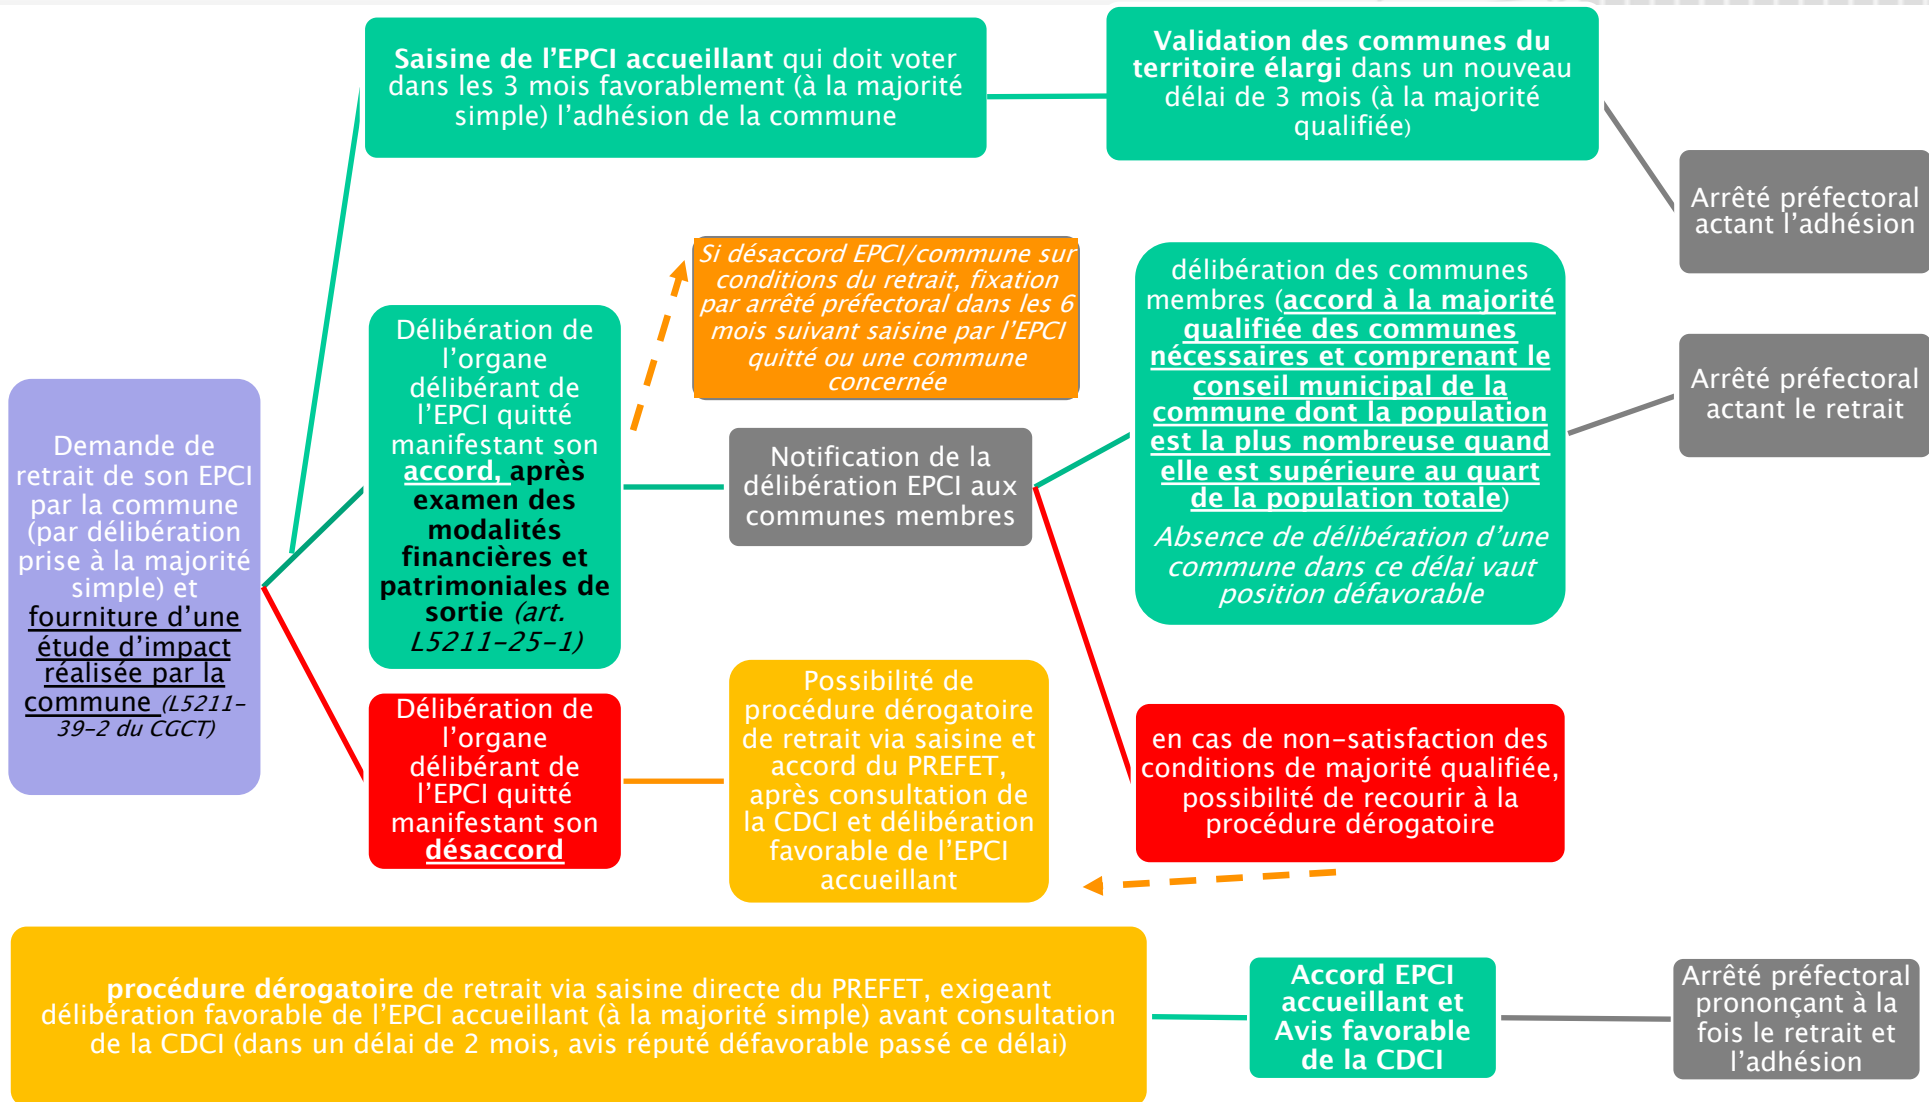 Saisine de l’EPCI accueillant qui doit voter
dans les 3 mois favorablement (à la majorité
simple) l’adhésion de la commune
Validation des communes du
territoire élargi dans un nouveau
délai de 3 mois (à la majorité
qualifiée)
Arrêté préfectoral
actant l’adhésion
Si désaccord EPCI/commune sur
conditions du retrait, fixation
par arrêté préfectoral dans les 6
mois suivant saisine par l’EPCI
quitté ou une commune
concernée
délibération des communes
membres (accord à la majorité
qualifiée des communes
nécessaires et comprenant le
conseil municipal de la
commune dont la population
est la plus nombreuse quand
elle est supérieure au quart
de la population totale)
Absence de délibération d’une
commune dans ce délai vaut
position défavorable
Arrêté préfectoral
actant le retrait
Délibération de
l’organe
délibérant de
l’EPCI quitté
manifestant son
accord, après
examen des
modalités
financières et
patrimoniales de
sortie (art.
L5211-25-1)
Notification de la
délibération EPCI aux
communes membres
Demande de
retrait de son EPCI
par la commune
(par délibération
prise à la majorité
simple) et
fourniture d’une
étude d’impact
réalisée par la
commune (L5211-
39-2 du CGCT)
Délibération de
l’organe
délibérant de
l’EPCI quitté
manifestant son
désaccord
Possibilité de
procédure dérogatoire
de retrait via saisine et
accord du PREFET,
après consultation de
la CDCI et délibération
favorable de l’EPCI
accueillant
en cas de non-satisfaction des
conditions de majorité qualifiée,
possibilité de recourir à la
procédure dérogatoire
procédure dérogatoire de retrait via saisine directe du PREFET, exigeant
délibération favorable de l’EPCI accueillant (à la majorité simple) avant consultation
de la CDCI (dans un délai de 2 mois, avis réputé défavorable passé ce délai)
Accord EPCI
accueillant et
Avis favorable
de la CDCI
Arrêté préfectoral
prononçant à la
fois le retrait et
l’adhésion